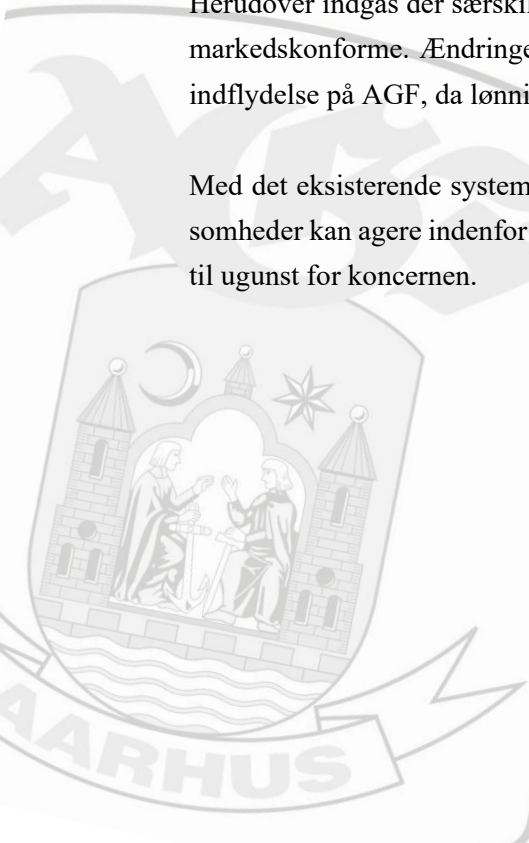 Herudover indgås der særskil
markedskonforme. Ændringe
indflydelse på AGF, da lønni
Med det eksisterende system
somheder kan agere indenfor
til ugunst for koncernen.
AGF
AARHUS